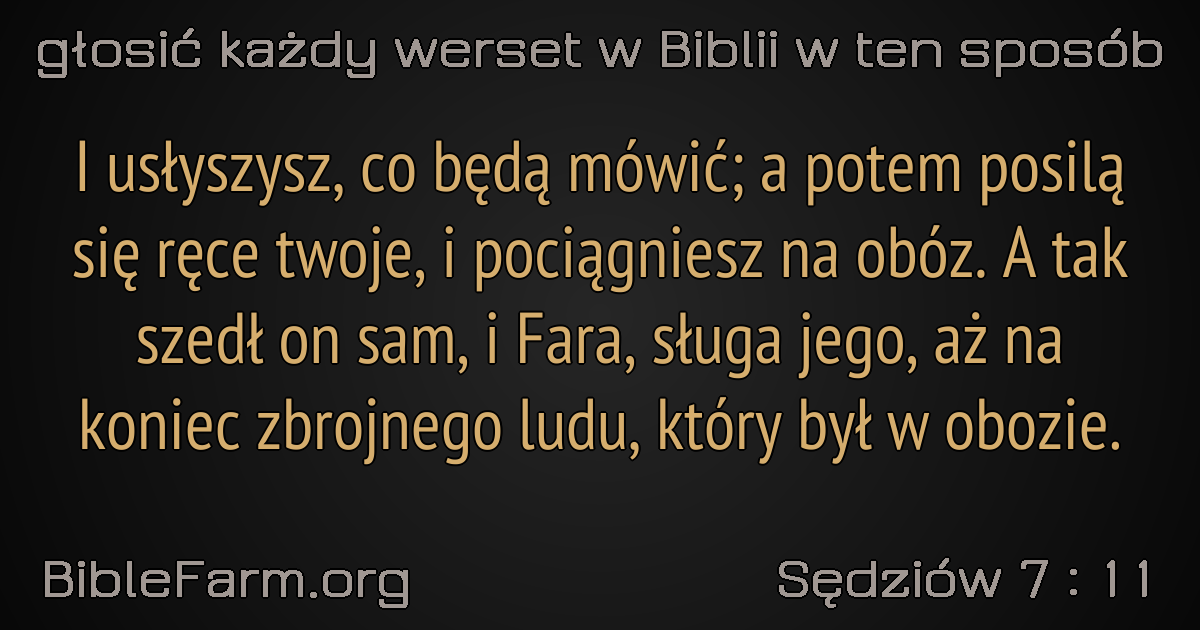 głosić każdy werset w Biblii w ten sposób
I usłyszysz, co będą mówić; a potem posilą
się ręce twoje, i pociągniesz na obóz. A tak
szedł on sam, i Fara, sługa jego, aż na
koniec zbrojnego ludu, który był w obozie.
BibleFarm.org
Sędziów 7 : 11